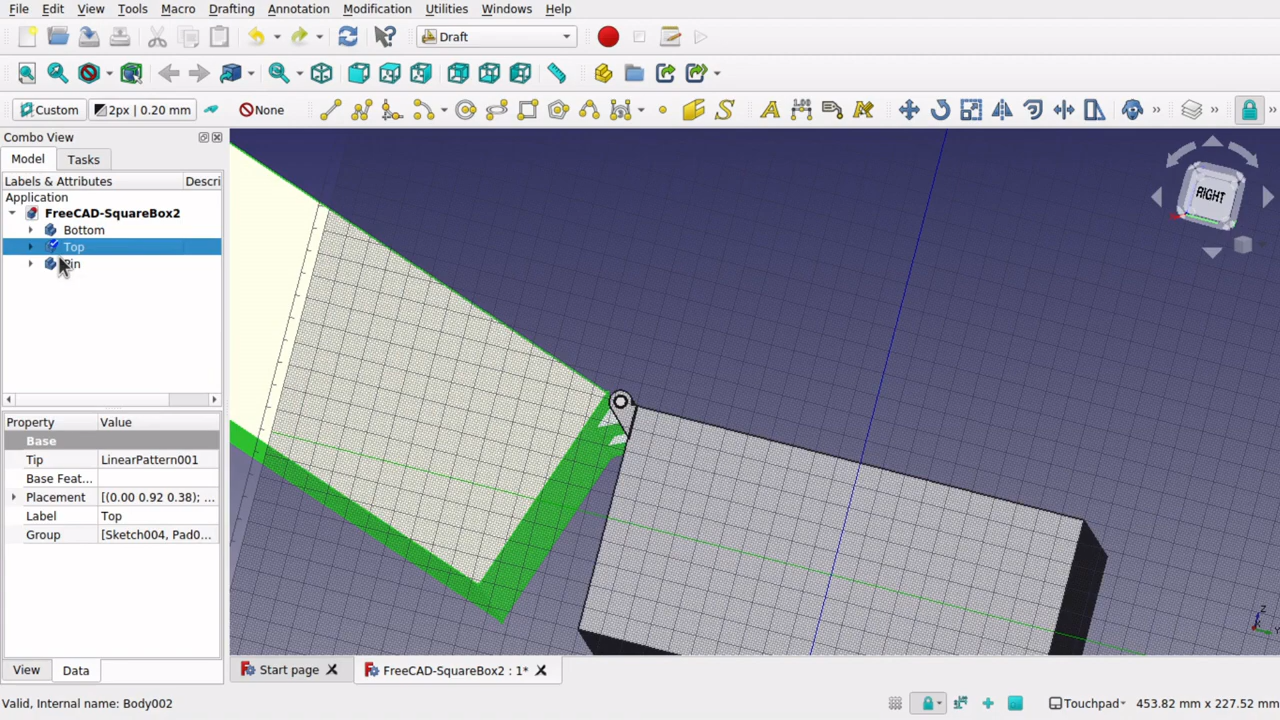 File Edit View Tools Macro Drafting Annotation Modification Utilities Windows Help
Draft
Custom 2px | 0.20 mm None
Combo View
Model Tasks
Labels & Attributes Descri
Application
FreeCAD-SquareBox2
Bottom
Top
RIGHT
Property Value
Base
Tip LinearPattern001
Base Feat...
Placement [(0.00 0.92 0.38); ...
Label Top
Group [Sketch004, Pad0...
Z
View Data
Start page FreeCAD-SquareBox2 : 1*
Valid, Internal name: Body002 Touchpad 453.82 mm x 227.52 mm